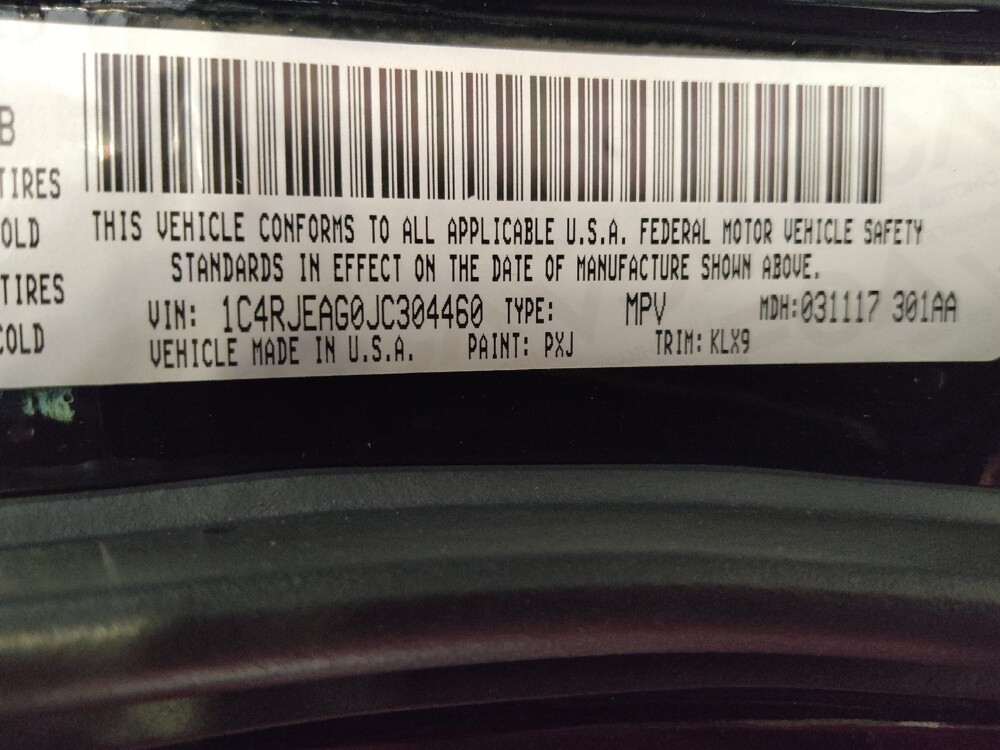 B
TIRES
OLD
TIRES
COLD
THIS VEHICLE CONFORMS TO ALL APPLICABLE U.S.A. FEDERAL MOTOR VEHICLE SAFETY
STANDARDS IN EFFECT ON THE DATE OF MANUFACTURE SHOWN ABOVE.
VIN: 1C4RJEAG0JC304460 TYPE: MPV MDH:031117 301AA
VEHICLE MADE IN U.S.A. PAINT: PXJ TRIM: KLX9